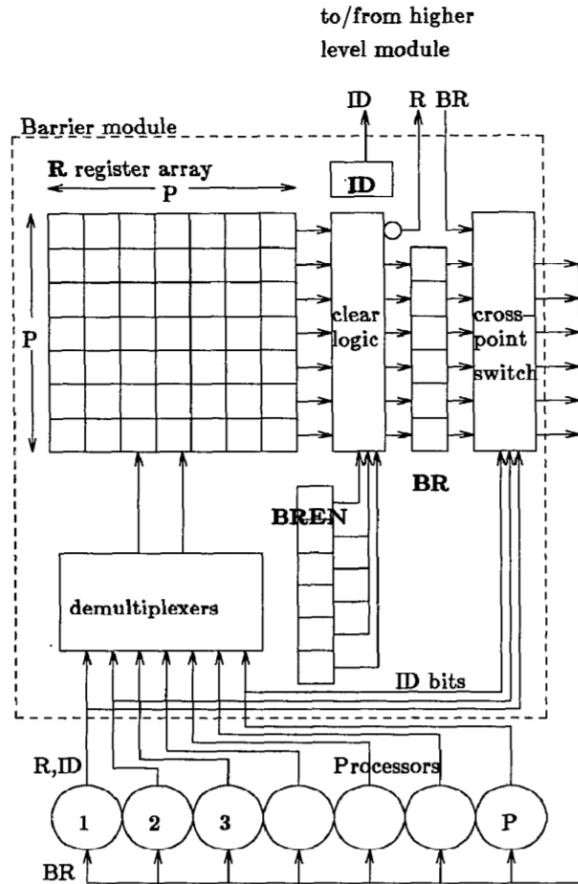 to/from higher
level module
ID
R
BR
Barrier module
R register array
P
ID
P
clear
logic
cross-
point
switch
BREN
BR
demultiplexers
ID bits
R,ID
Processors
1
2
3
P
BR